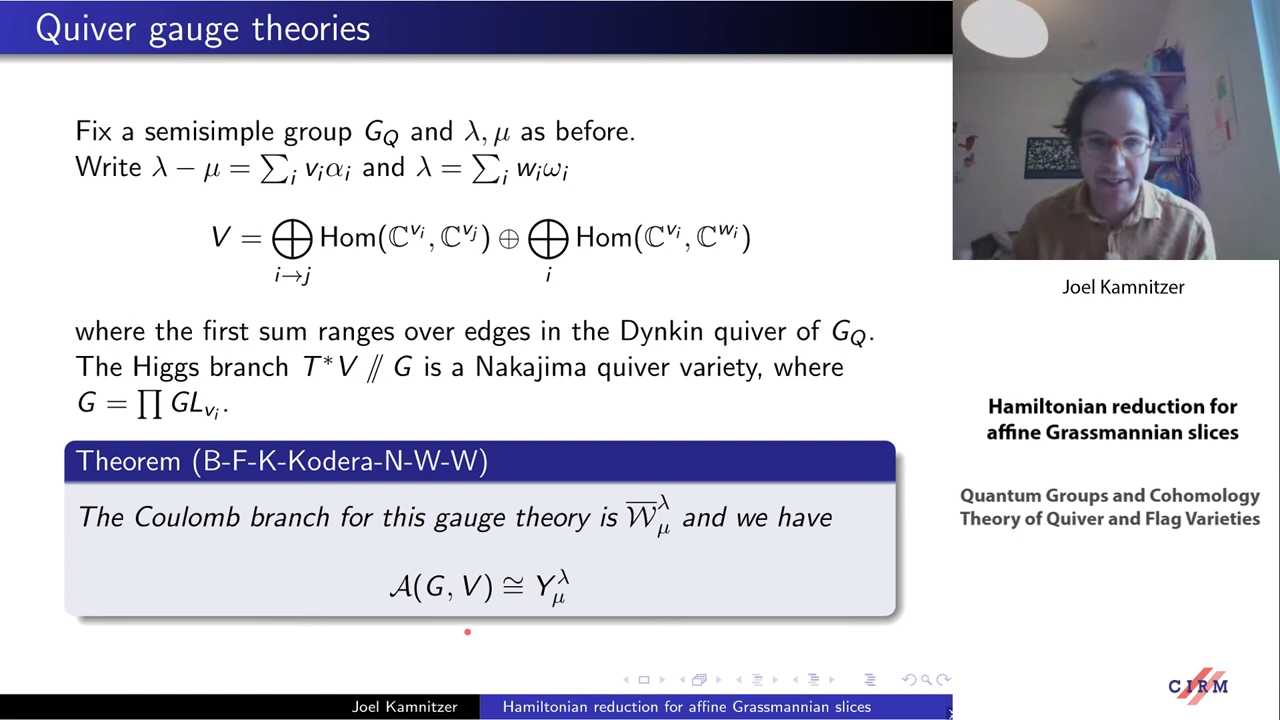 Quiver gauge theories
Fix a semisimple group G_Q and λ, μ as before.
Write λ − μ = ∑_i v_i α_i and λ = ∑_i w_i ω_i
V = ⨁_{i→j} Hom(ℂ^{v_i}, ℂ^{v_j}) ⊕ ⨁_i Hom(ℂ^{v_i}, ℂ^{w_i})
where the first sum ranges over edges in the Dynkin quiver of G_Q.
The Higgs branch T*V ⫽ G is a Nakajima quiver variety, where
G = ∏ GL_{v_i}.
Theorem (B-F-K-Kodera-N-W-W)
The Coulomb branch for this gauge theory is \overline{𝒲}^λ_μ and we have
𝒜(G, V) ≅ Y^λ_μ
Joel Kamnitzer
Hamiltonian reduction for affine Grassmannian slices
Joel Kamnitzer
Hamiltonian reduction for
affine Grassmannian slices
Quantum Groups and Cohomology
Theory of Quiver and Flag Varieties
CIRM